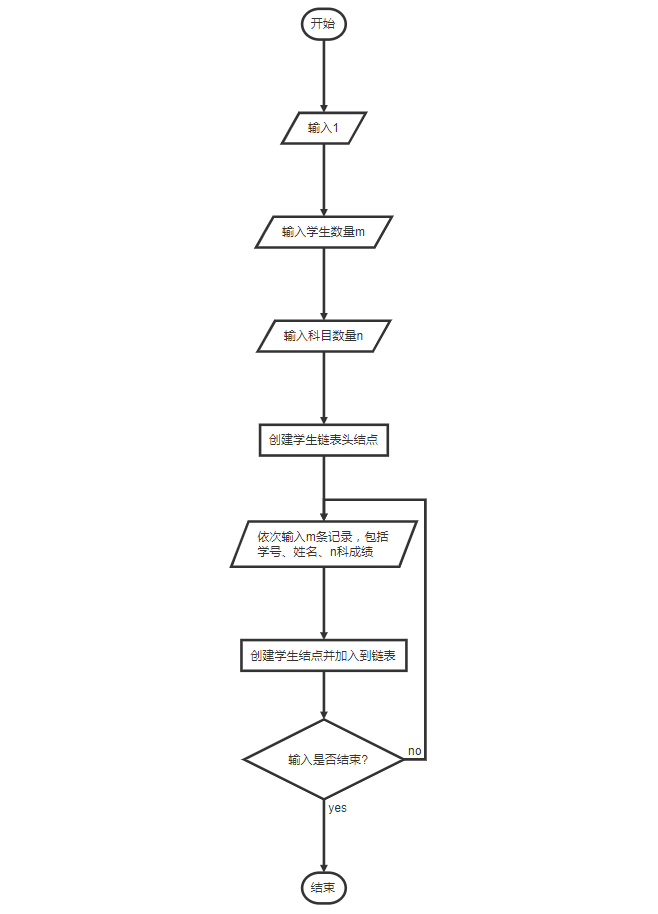 开始
输入1
输入学生数量m
输入科目数量n
创建学生链表头结点
依次输入m条记录，包括
学号、姓名、n科成绩
创建学生结点并加入到链表
输入是否结束?
no
yes
结束